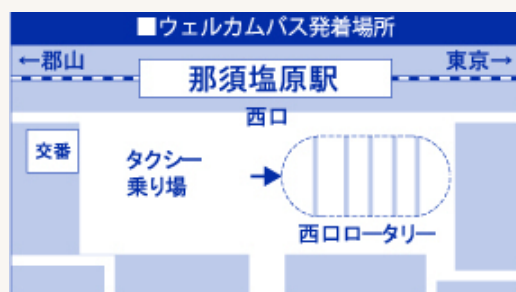 ■ウェルカムバス発着場所
←郡山
東京→
那須塩原駅
西口
交番
タクシー
乗り場
西口ロータリー